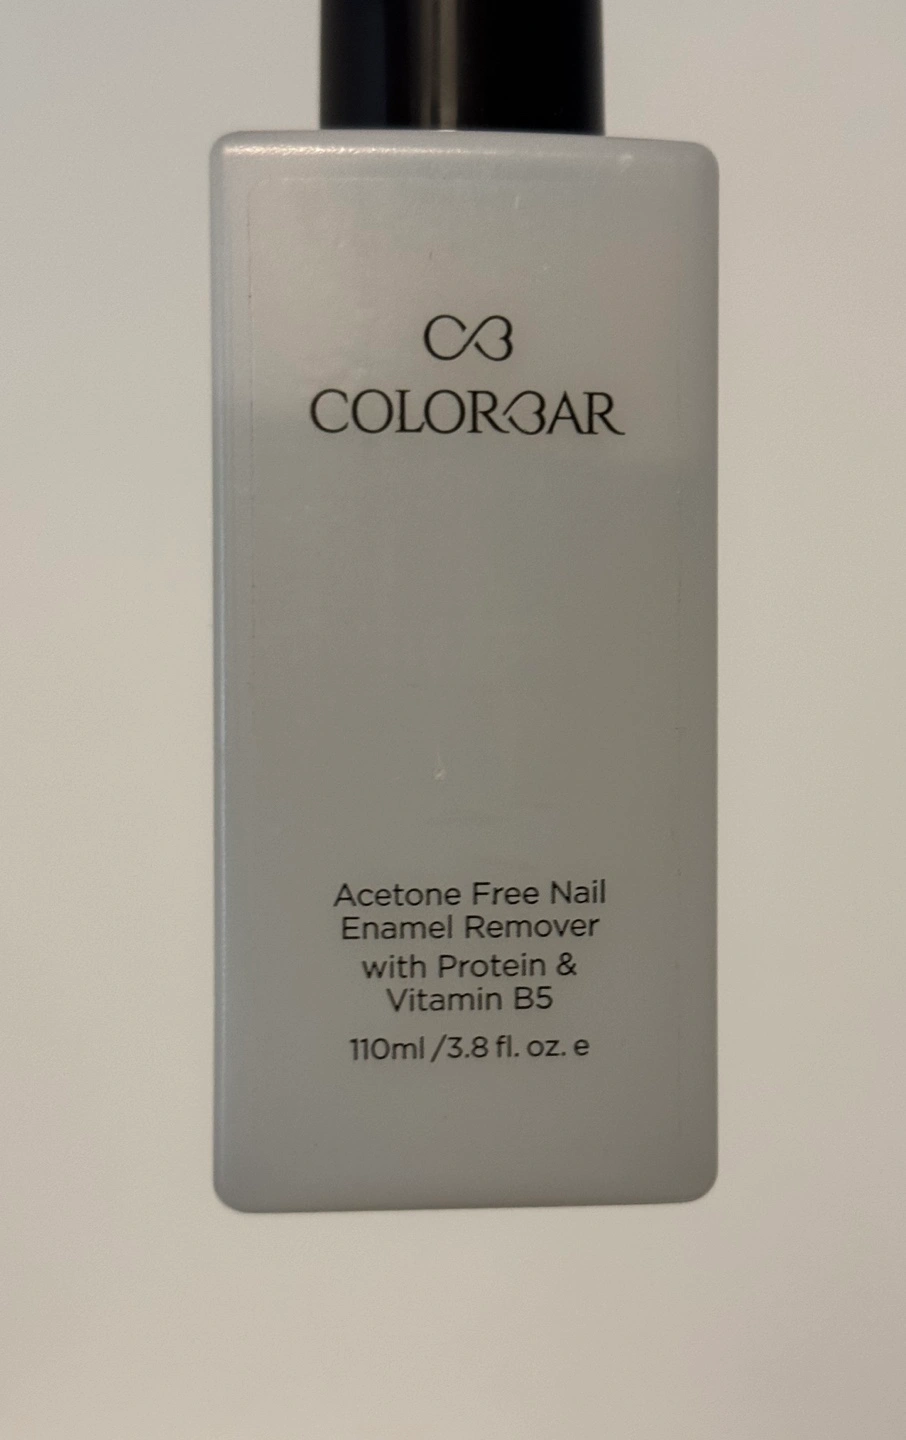 CB
COLORBAR
Acetone Free Nail
Enamel Remover
with Protein &
Vitamin B5
110ml/3.8 fl. oz. e